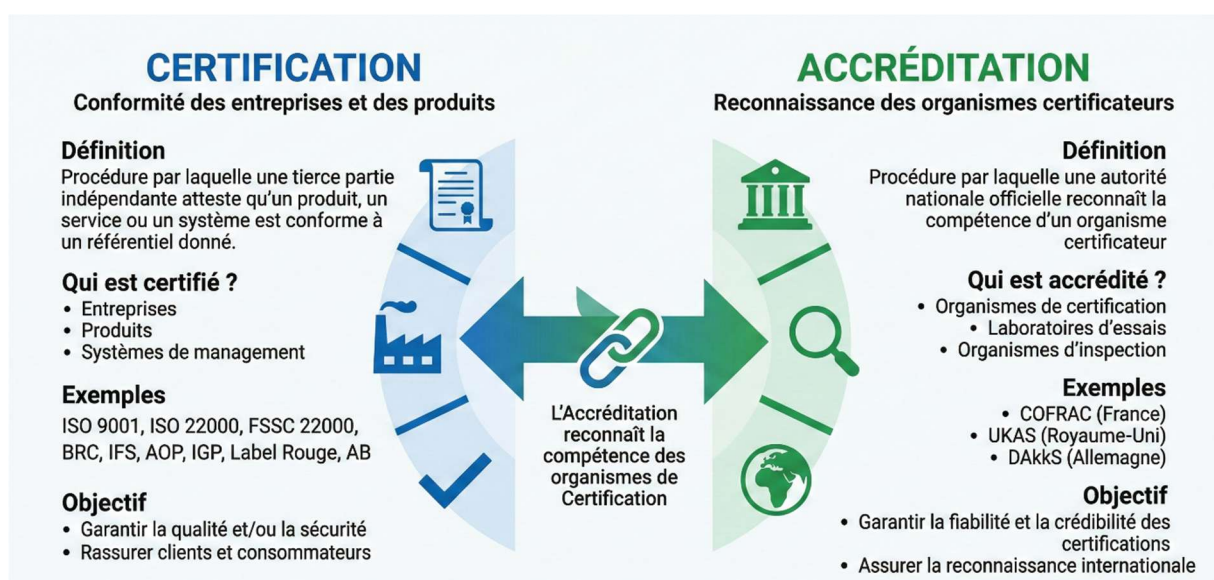 CERTIFICATION
Conformité des entreprises et des produits
Définition
Procédure par laquelle une tierce partie
indépendante atteste qu’un produit, un
service ou un système est conforme à
un référentiel donné.
Qui est certifié ?
• Entreprises
• Produits
• Systèmes de management
Exemples
ISO 9001, ISO 22000, FSSC 22000,
BRC, IFS, AOP, IGP, Label Rouge, AB
Objectif
• Garantir la qualité et/ou la sécurité
• Rassurer clients et consommateurs
L’Accréditation
reconnaît la
compétence des
organismes de
Certification
ACCRÉDITATION
Reconnaissance des organismes certificateurs
Définition
Procédure par laquelle une autorité
nationale officielle reconnaît la
compétence d’un organisme
certificateur
Qui est accrédité ?
• Organismes de certification
• Laboratoires d’essais
• Organismes d’inspection
Exemples
• COFRAC (France)
• UKAS (Royaume-Uni)
• DAkkS (Allemagne)
Objectif
• Garantir la fiabilité et la crédibilité des
certifications
• Assurer la reconnaissance internationale